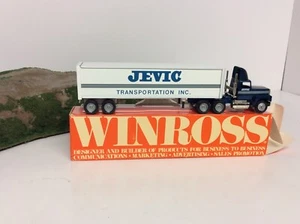 JEVIC
TRANSPORTATION INC.
WINROSS
DESIGNER AND BUILDER OF PRODUCTS FOR BUSINESS TO BUSINESS
COMMUNICATIONS • MARKETING • ADVERTISING • SALES PROMOTION